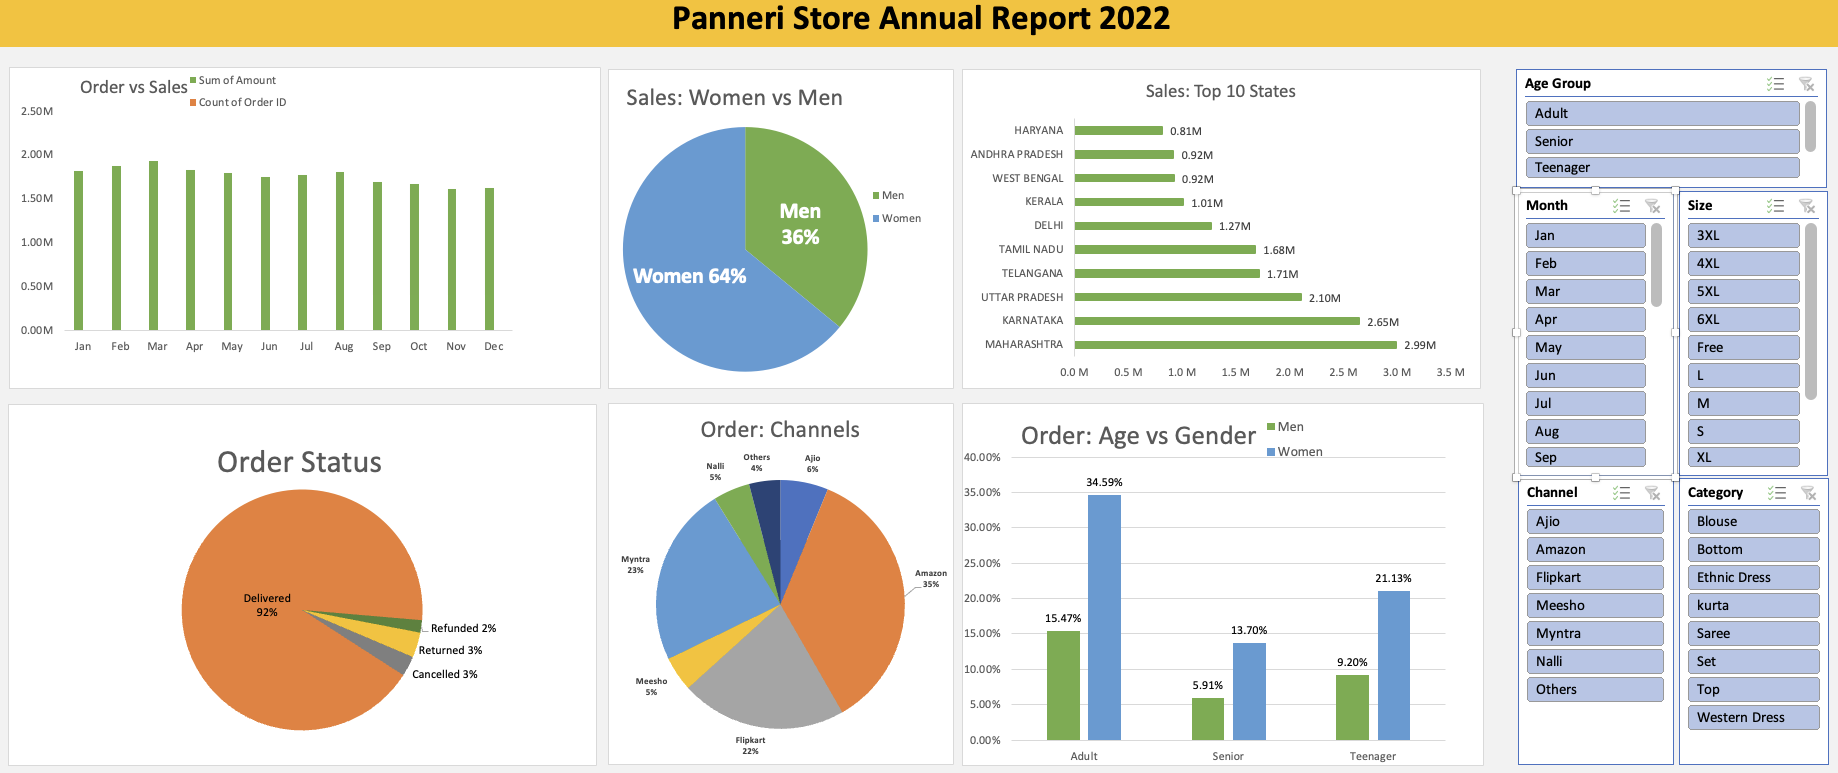 Panneri Store Annual Report 2022
Order vs Sales
Sum of Amount
Count of Order ID
2.50M
2.00M
1.50M
1.00M
0.50M
0.00M
Jan Feb Mar Apr May Jun Jul Aug Sep Oct Nov Dec
Sales: Women vs Men
Men
36%
Women 64%
Men
Women
Sales: Top 10 States
HARYANA 0.81M
ANDHRA PRADESH 0.92M
WEST BENGAL 0.92M
KERALA 1.01M
DELHI 1.27M
TAMIL NADU 1.68M
TELANGANA 1.71M
UTTAR PRADESH 2.10M
KARNATAKA 2.65M
MAHARASHTRA 2.99M
0.0 M 0.5 M 1.0 M 1.5 M 2.0 M 2.5 M 3.0 M 3.5 M
Order Status
Delivered
92%
Refunded 2%
Returned 3%
Cancelled 3%
Order: Channels
Others
4%
Ajio
6%
Nalli
5%
Myntra
23%
Amazon
35%
Meesho
5%
Flipkart
22%
Order: Age vs Gender
Men
Women
40.00%
35.00%
30.00%
25.00%
20.00%
15.00%
10.00%
5.00%
0.00%
15.47%
34.59%
5.91%
13.70%
9.20%
21.13%
Adult Senior Teenager
Age Group
Adult
Senior
Teenager
Month
Jan
Feb
Mar
Apr
May
Jun
Jul
Aug
Sep
Size
3XL
4XL
5XL
6XL
Free
L
M
S
XL
Channel
Ajio
Amazon
Flipkart
Meesho
Myntra
Nalli
Others
Category
Blouse
Bottom
Ethnic Dress
kurta
Saree
Set
Top
Western Dress